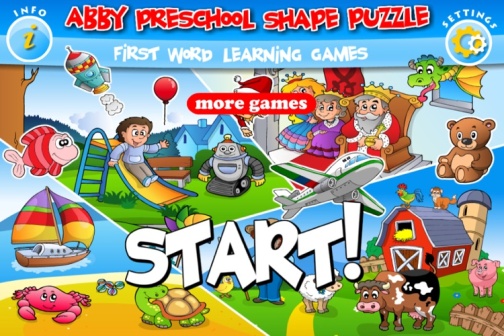 INFO
ABBY PRESCHOOL SHAPE PUZZLE
SETTINGS
i
FIRST WORD LEARNING GAMES
more games
START!